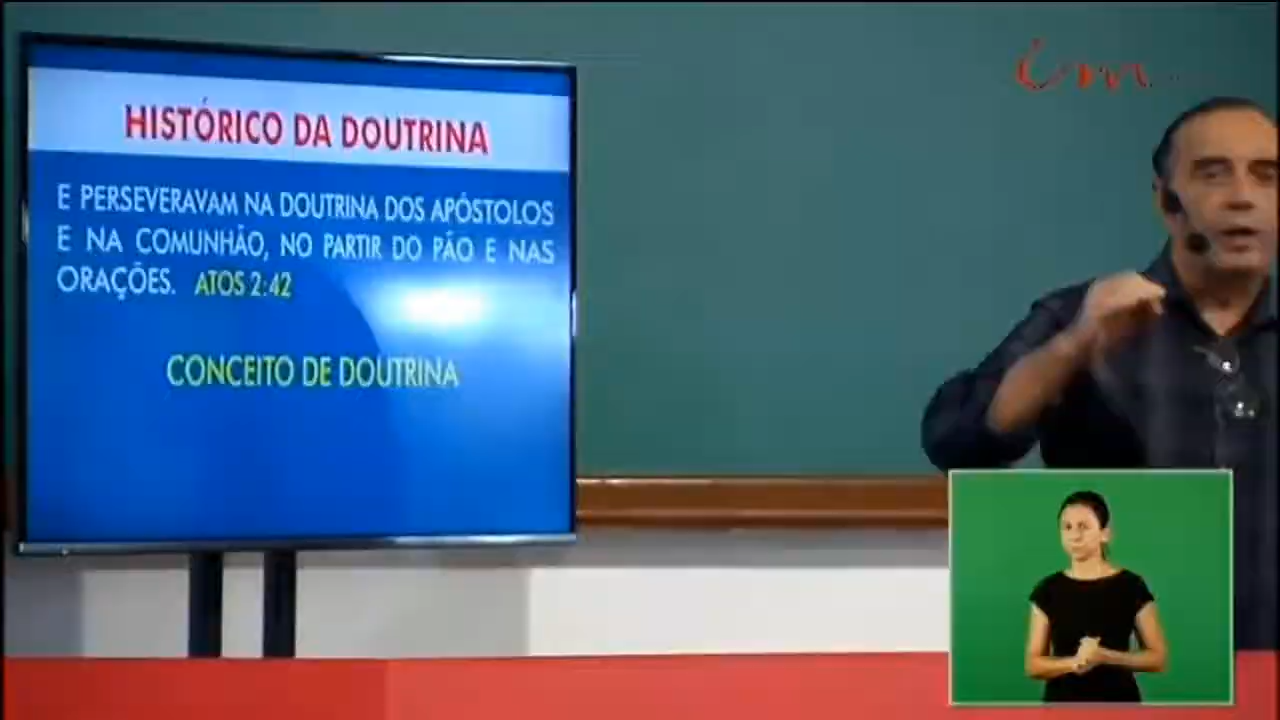 HISTÓRICO DA DOUTRINA
E PERSEVERAVAM NA DOUTRINA DOS APÓSTOLOS
E NA COMUNHÃO, NO PARTIR DO PÃO E NAS
ORAÇÕES. ATOS 2:42
CONCEITO DE DOUTRINA